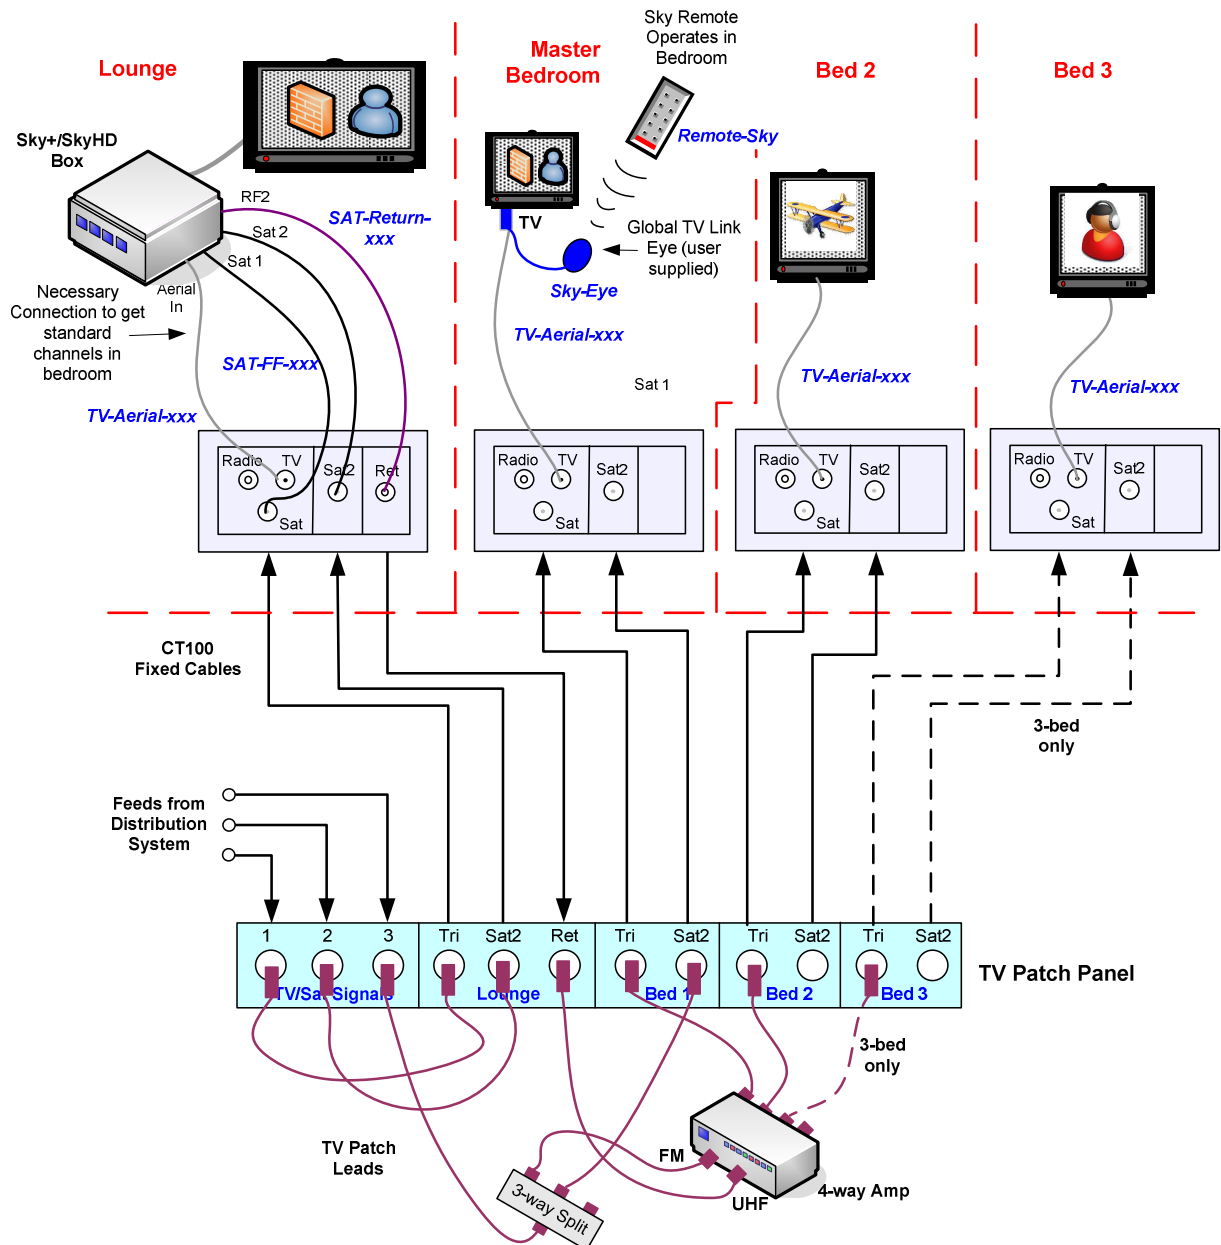 Lounge
Master
Bedroom
Sky Remote
Operates in
Bedroom
Bed 2
Bed 3
Sky+/SkyHD
Box
Remote-Sky
RF2
SAT-Return-
xxx
Sat 2
Sat 1
TV
Global TV Link
Eye (user
supplied)
Sky-Eye
Aerial
In
Necessary
Connection to get
standard
channels in
bedroom
SAT-FF-xxx
TV-Aerial-xxx
TV-Aerial-xxx
Sat 1
TV-Aerial-xxx
TV-Aerial-xxx
Radio
TV
Sat2
Ret
Sat
Radio
TV
Sat2
Sat
Radio
TV
Sat2
Sat
Radio
TV
Sat2
Sat
CT100
Fixed Cables
3-bed
only
Feeds from
Distribution
System
1
2
3
Tri
Sat2
Ret
Tri
Sat2
Tri
Sat2
Tri
Sat2
TV/Sat Signals
Lounge
Bed 1
Bed 2
Bed 3
TV Patch Panel
3-bed
only
TV Patch
Leads
FM
UHF
4-way Amp
3-way Split